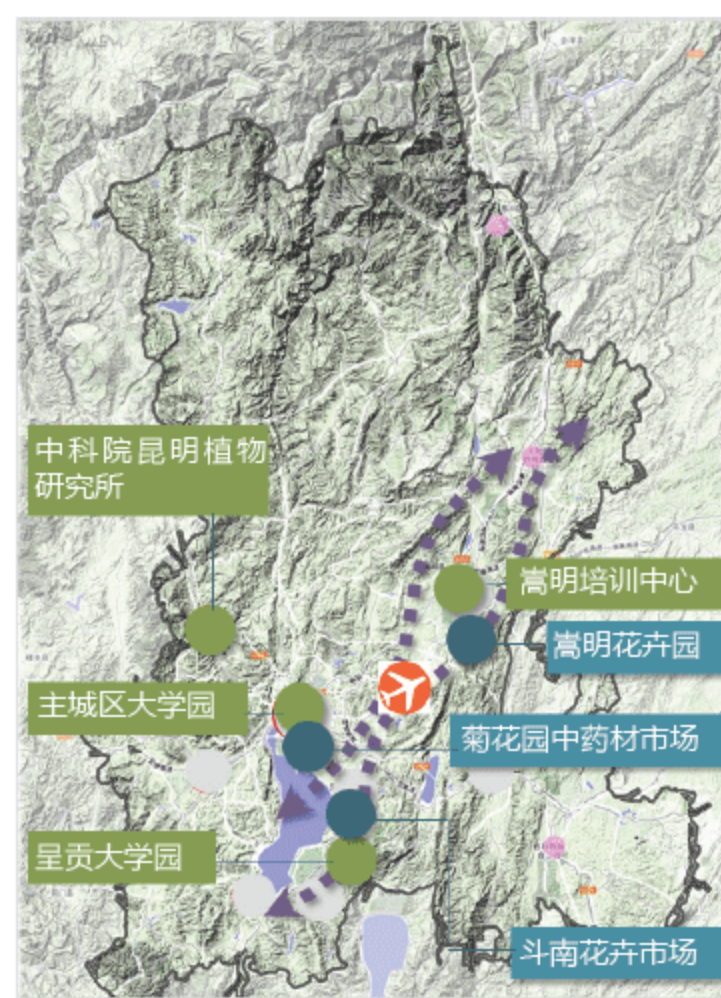 中科院昆明植物
研究所
嵩明培训中心
嵩明花卉园
主城区大学园
菊花园中药材市场
呈贡大学园
斗南花卉市场